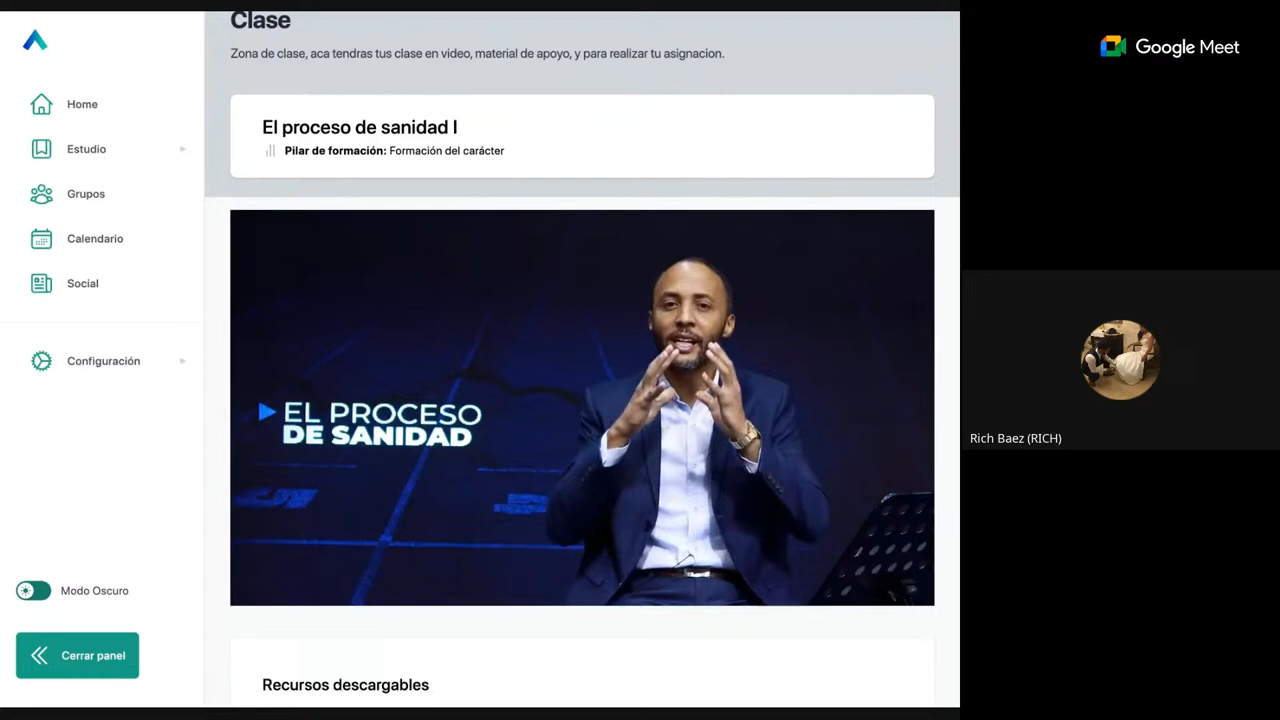 Clase
Zona de clase, aca tendras tus clase en video, material de apoyo, y para realizar tu asignacion.
Google Meet
Home
Estudio
Grupos
Calendario
Social
Configuración
El proceso de sanidad I
Pilar de formación: Formación del carácter
EL PROCESO
DE SANIDAD
Rich Baez (RICH)
Modo Oscuro
Cerrar panel
Recursos descargables